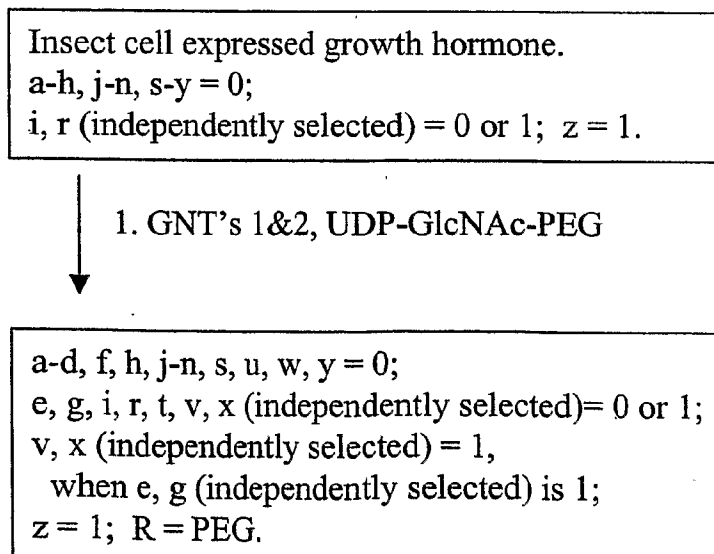 Insect cell expressed growth hormone.
a-h, j-n, s-y = 0;
i, r (independently selected) = 0 or 1; z = 1.
1. GNT's 1&2, UDP-GlcNAc-PEG
a-d, f, h, j-n, s, u, w, y = 0;
e, g, i, r, t, v, x (independently selected)= 0 or 1;
v, x (independently selected) = 1,
when e, g (independently selected) is 1;
z = 1; R = PEG.